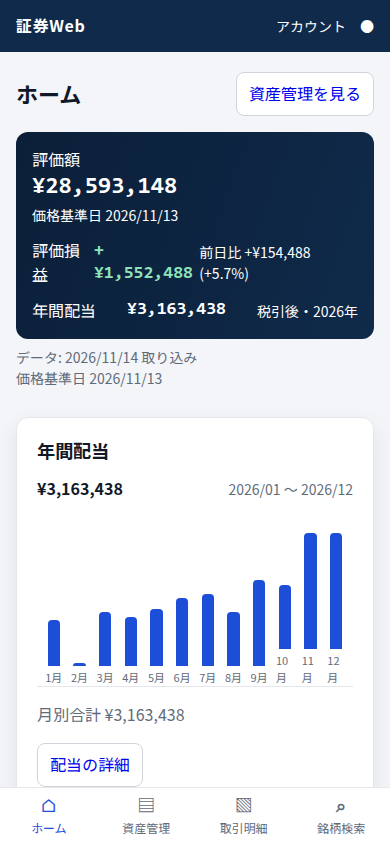 証券Web
アカウント
ホーム
資産管理を見る
評価額
¥28,593,148
価格基準日 2026/11/13
評価損益
+¥1,552,488
前日比 +¥154,488
(+5.7%)
年間配当
¥3,163,438
税引後・2026年
データ: 2026/11/14 取り込み
価格基準日 2026/11/13
年間配当
¥3,163,438
2026/01 〜 2026/12
1月 2月 3月 4月 5月 6月 7月 8月 9月 10月 11月 12月
月別合計 ¥3,163,438
配当の詳細
ホーム
資産管理
取引明細
銘柄検索